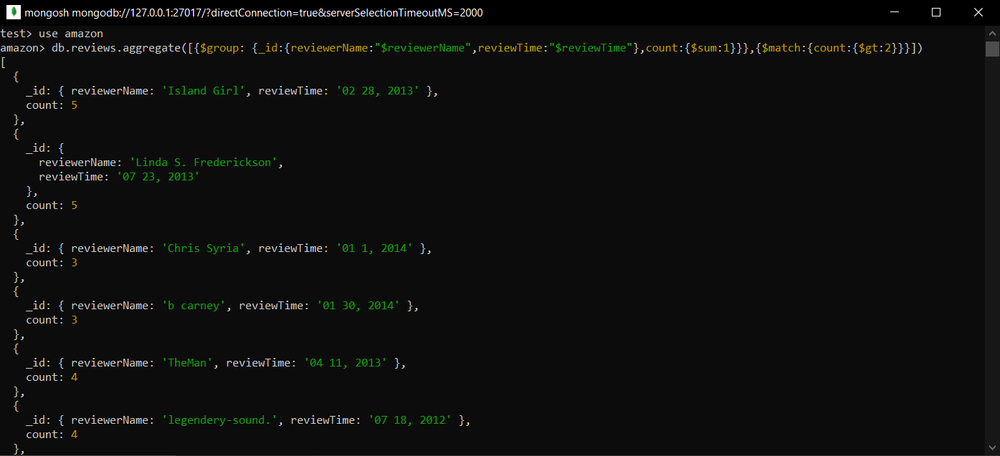 mongosh mongodb://127.0.0.1:27017/?directConnection=true&serverSelectionTimeoutMS=2000
test> use amazon
amazon> db.reviews.aggregate([{$group: {_id:{reviewerName:"$reviewerName",reviewTime:"$reviewTime"},count:{$sum:1}}},{$match:{count:{$gt:2}}}])
[
  {
    _id: { reviewerName: 'Island Girl', reviewTime: '02 28, 2013' },
    count: 5
  },
  {
    _id: {
      reviewerName: 'Linda S. Frederickson',
      reviewTime: '07 23, 2013'
    },
    count: 5
  },
  {
    _id: { reviewerName: 'Chris Syria', reviewTime: '01 1, 2014' },
    count: 3
  },
  {
    _id: { reviewerName: 'b carney', reviewTime: '01 30, 2014' },
    count: 3
  },
  {
    _id: { reviewerName: 'TheMan', reviewTime: '04 11, 2013' },
    count: 4
  },
  {
    _id: { reviewerName: 'legendery-sound.', reviewTime: '07 18, 2012' },
    count: 4
  },